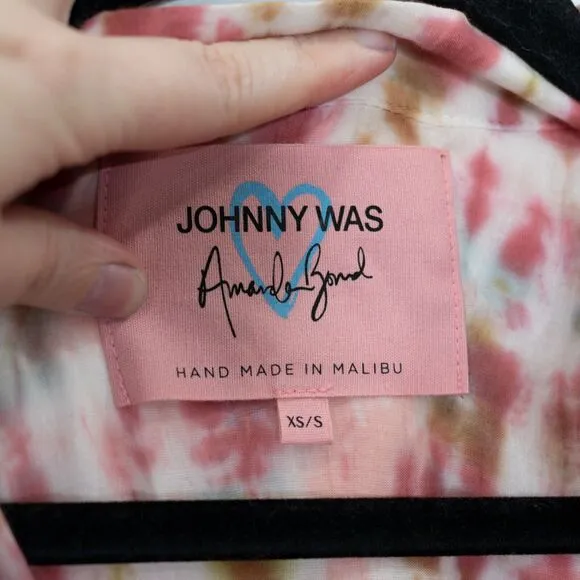 JOHNNY WAS
Amanda Bond
HAND MADE IN MALIBU
XS/S